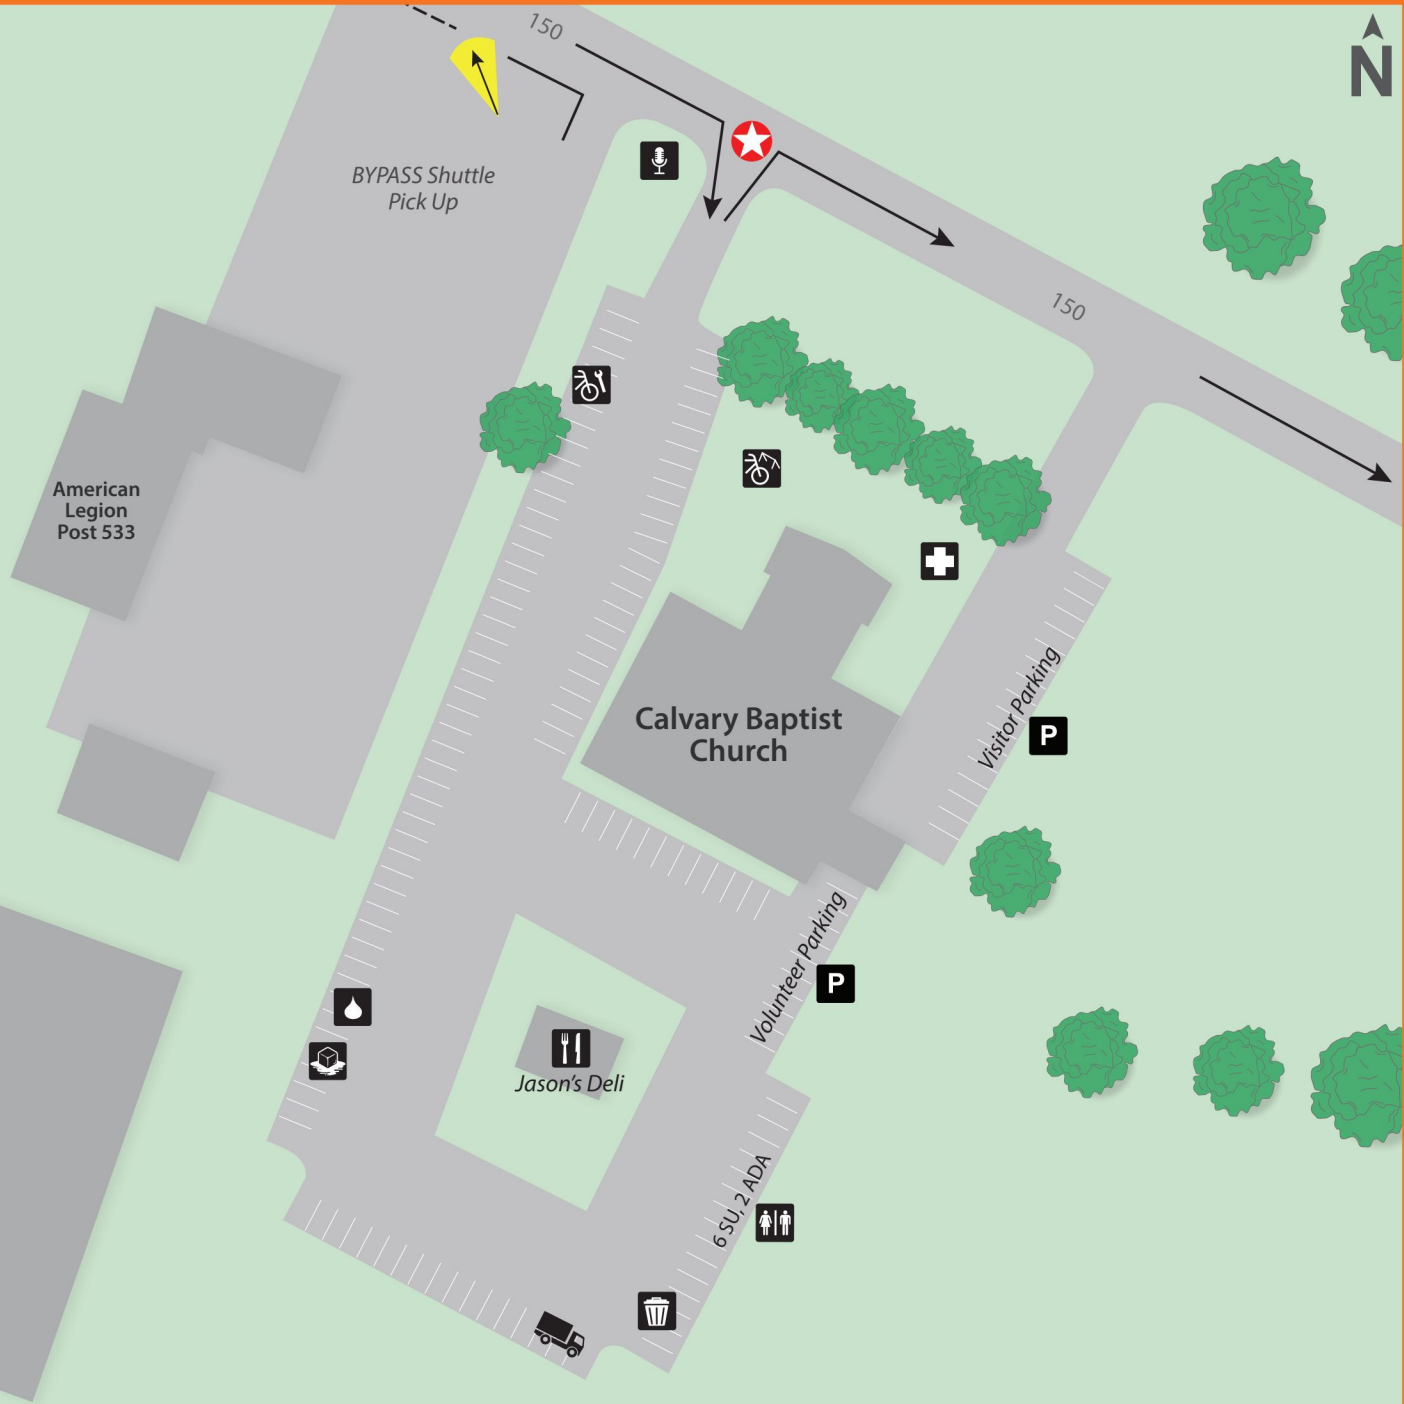 150
N
BYPASS Shuttle
Pick Up
150
American
Legion
Post 533
Visitor Parking
P
Calvary Baptist
Church
Volunteer Parking
P
Jason's Deli
6 SU, 2 ADA